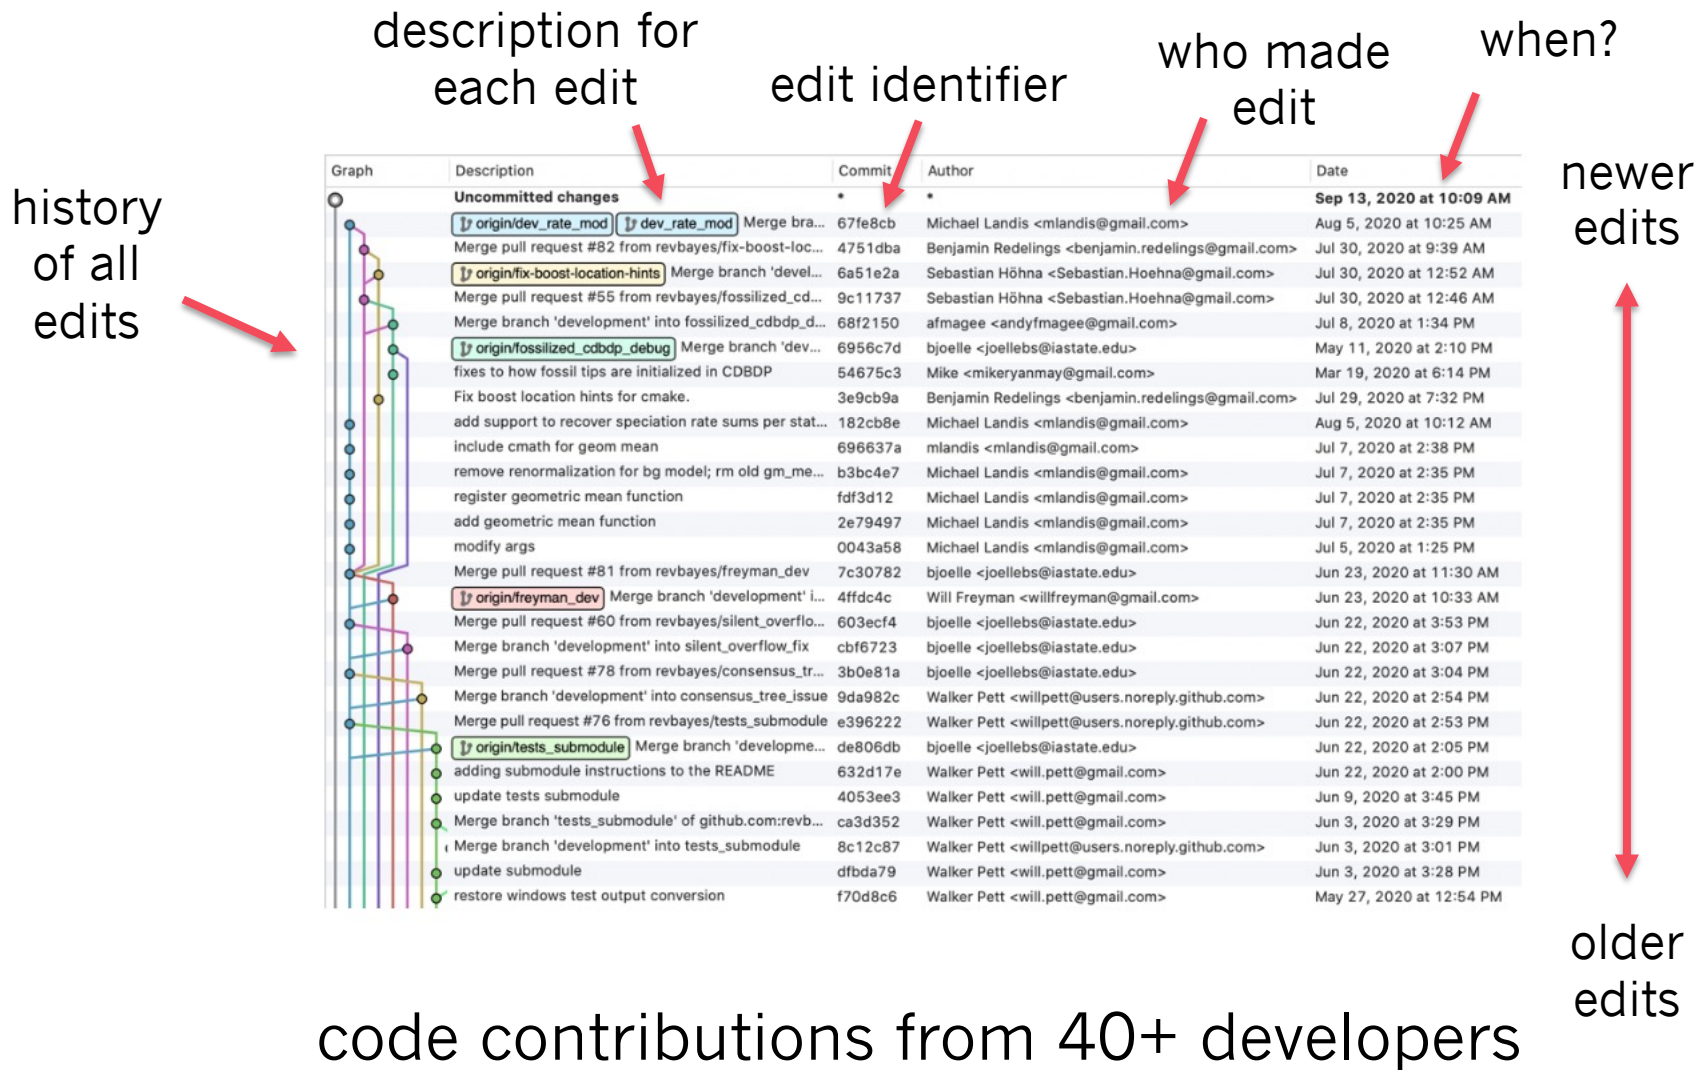 description for
each edit
edit identifier
who made
edit
when?
history
of all
edits
newer
edits
older
edits
Graph Description Commit Author Date
Uncommitted changes * * Sep 13, 2020 at 10:09 AM
origin/dev_rate_mod dev_rate_mod Merge bra... 67fe8cb Michael Landis <mlandis@gmail.com> Aug 5, 2020 at 10:25 AM
Merge pull request #82 from revbayes/fix-boost-loc... 4751dba Benjamin Redelings <benjamin.redelings@gmail.com> Jul 30, 2020 at 9:39 AM
origin/fix-boost-location-hints Merge branch 'devel... 6a51e2a Sebastian Höhna <Sebastian.Hoehna@gmail.com> Jul 30, 2020 at 12:52 AM
Merge pull request #55 from revbayes/fossilized_cd... 9c11737 Sebastian Höhna <Sebastian.Hoehna@gmail.com> Jul 30, 2020 at 12:46 AM
Merge branch 'development' into fossilized_cdbdp_d... 68f2150 afmagee <andyfmagee@gmail.com> Jul 8, 2020 at 1:34 PM
origin/fossilized_cdbdp_debug Merge branch 'dev... 6956c7d bjoelle <joellebs@iastate.edu> May 11, 2020 at 2:10 PM
fixes to how fossil tips are initialized in CDBDP 54675c3 Mike <mikeryanmay@gmail.com> Mar 19, 2020 at 6:14 PM
Fix boost location hints for cmake. 3e9cb9a Benjamin Redelings <benjamin.redelings@gmail.com> Jul 29, 2020 at 7:32 PM
add support to recover speciation rate sums per stat... 182cb8e Michael Landis <mlandis@gmail.com> Aug 5, 2020 at 10:12 AM
include cmath for geom mean 696637a mlandis <mlandis@gmail.com> Jul 7, 2020 at 2:38 PM
remove renormalization for bg model; rm old gm_me... b3bc4e7 Michael Landis <mlandis@gmail.com> Jul 7, 2020 at 2:35 PM
register geometric mean function fdf3d12 Michael Landis <mlandis@gmail.com> Jul 7, 2020 at 2:35 PM
add geometric mean function 2e79497 Michael Landis <mlandis@gmail.com> Jul 7, 2020 at 2:35 PM
modify args 0043a58 Michael Landis <mlandis@gmail.com> Jul 5, 2020 at 1:25 PM
Merge pull request #81 from revbayes/freyman_dev 7c30782 bjoelle <joellebs@iastate.edu> Jun 23, 2020 at 11:30 AM
origin/freyman_dev Merge branch 'development' i... 4ffdc4c Will Freyman <willfreyman@gmail.com> Jun 23, 2020 at 10:33 AM
Merge pull request #60 from revbayes/silent_overflo... 603ecf4 bjoelle <joellebs@iastate.edu> Jun 22, 2020 at 3:53 PM
Merge branch 'development' into silent_overflow_fix cbf6723 bjoelle <joellebs@iastate.edu> Jun 22, 2020 at 3:07 PM
Merge pull request #78 from revbayes/consensus_tr... 3b0e81a bjoelle <joellebs@iastate.edu> Jun 22, 2020 at 3:04 PM
Merge branch 'development' into consensus_tree_issue 9da982c Walker Pett <willpett@users.noreply.github.com> Jun 22, 2020 at 2:54 PM
Merge pull request #76 from revbayes/tests_submodule e396222 Walker Pett <willpett@users.noreply.github.com> Jun 22, 2020 at 2:53 PM
origin/tests_submodule Merge branch 'developme... de806db bjoelle <joellebs@iastate.edu> Jun 22, 2020 at 2:05 PM
adding submodule instructions to the README 632d17e Walker Pett <will.pett@gmail.com> Jun 22, 2020 at 2:00 PM
update tests submodule 4053ee3 Walker Pett <will.pett@gmail.com> Jun 9, 2020 at 3:45 PM
Merge branch 'tests_submodule' of github.com:revb... ca3d352 Walker Pett <will.pett@gmail.com> Jun 3, 2020 at 3:29 PM
Merge branch 'development' into tests_submodule 8c12c87 Walker Pett <willpett@users.noreply.github.com> Jun 3, 2020 at 3:01 PM
update submodule dfbda79 Walker Pett <will.pett@gmail.com> Jun 3, 2020 at 3:28 PM
restore windows test output conversion f70d8c6 Walker Pett <will.pett@gmail.com> May 27, 2020 at 12:54 PM
code contributions from 40+ developers